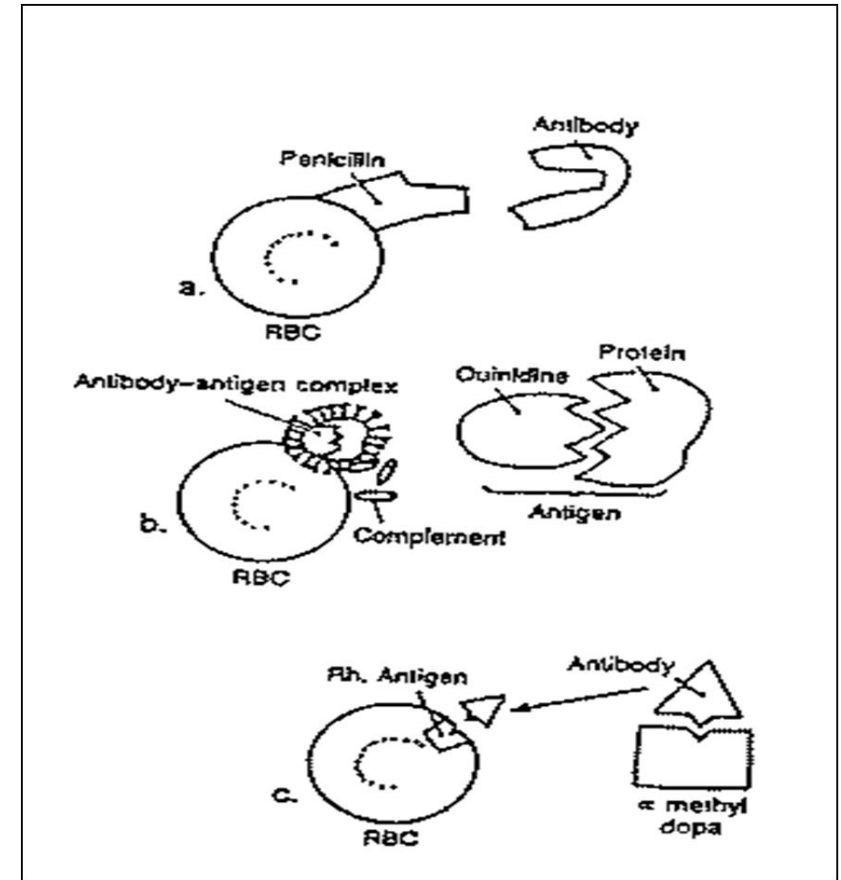 Antibody
Penicillin
a.
RBC
Protein
Quinidine
Antibody-antigen complex
Antigen
b.
Complement
RBC
Antibody
Rh. Antigen
c.
∝ methyl
dopa
RBC